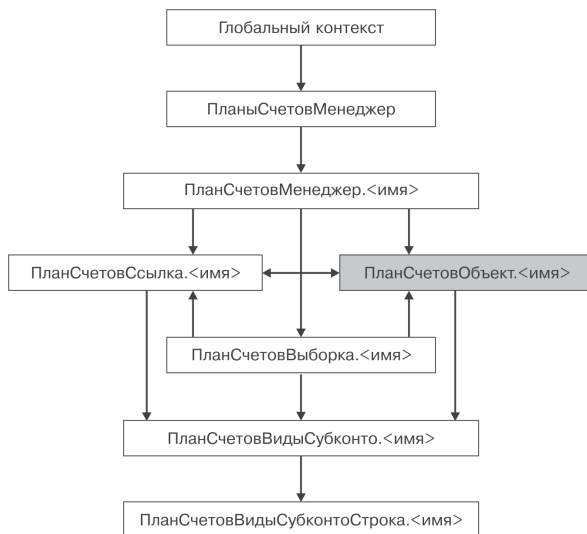 Глобальный контекст
ПланыСчетовМенеджер
ПланСчетовМенеджер.<имя>
ПланСчетовСсылка.<имя>
ПланСчетовОбъект.<имя>
ПланСчетовВыборка.<имя>
ПланСчетовВидыСубконто.<имя>
ПланСчетовВидыСубконтоСтрока.<имя>